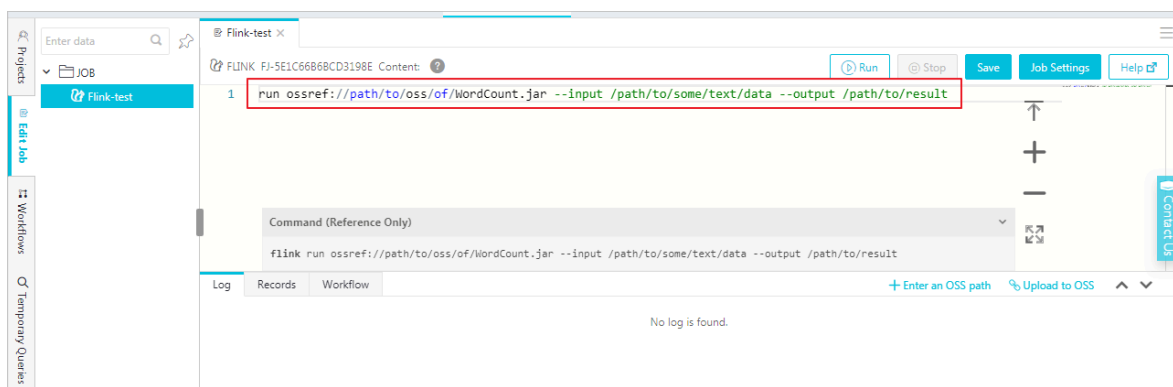 Projects
Edit Job
Workflows
Temporary Queries
Enter data
JOB
Flink-test
Flink-test ×
FLINK FJ-5E1C66B6BCD3198E Content: ?
Run
Stop
Save
Job Settings
Help
1 run ossref://path/to/oss/of/WordCount.jar --input /path/to/some/text/data --output /path/to/result
Command (Reference Only)
flink run ossref://path/to/oss/of/WordCount.jar --input /path/to/some/text/data --output /path/to/result
Contact Us
Log Records Workflow
+ Enter an OSS path
Upload to OSS
No log is found.